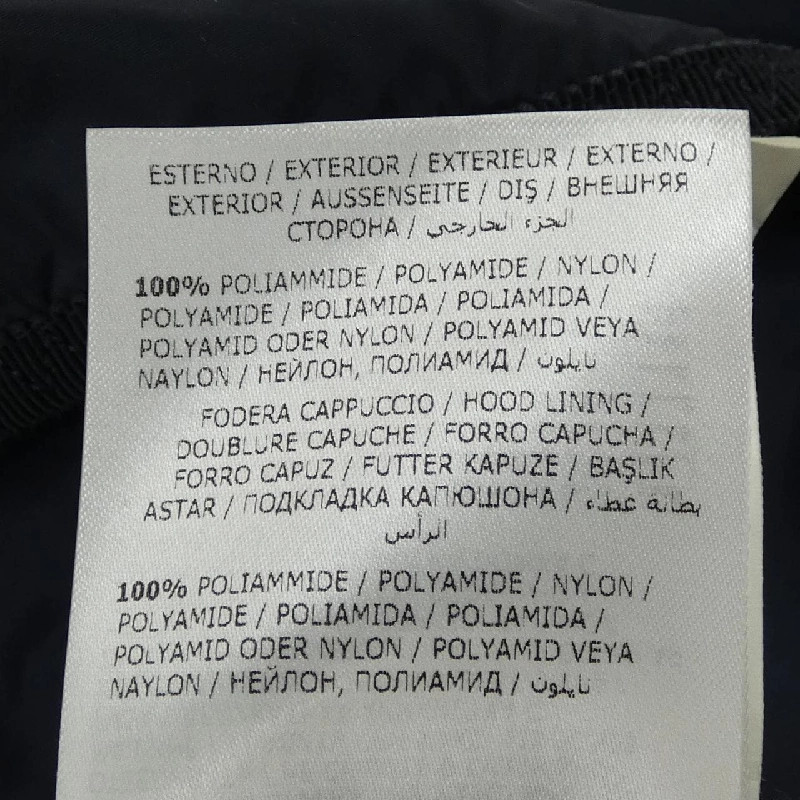 ESTERNO / EXTERIOR / EXTERIEUR / EXTERNO /
EXTERIOR / AUSSENSEITE / DIŞ / ВНЕШНЯЯ
СТОРОНА / الجزء الخارجي
100% POLIAMMIDE / POLYAMIDE / NYLON /
POLYAMIDE / POLIAMIDA / POLIAMIDA /
POLYAMID ODER NYLON / POLYAMID VEYA
NAYLON / НЕЙЛОН, ПОЛИАМИД / نايلون
FODERA CAPPUCCIO / HOOD LINING /
DOUBLURE CAPUCHE / FORRO CAPUCHA /
FORRO CAPUZ / FUTTER KAPUZE / BAŞLIK
ASTAR / ПОДКЛАДКА КАПЮШОНА / بطانة غطاء
الرأس
100% POLIAMMIDE / POLYAMIDE / NYLON /
POLYAMIDE / POLIAMIDA / POLIAMIDA /
POLYAMID ODER NYLON / POLYAMID VEYA
NAYLON / НЕЙЛОН, ПОЛИАМИД / نايلون